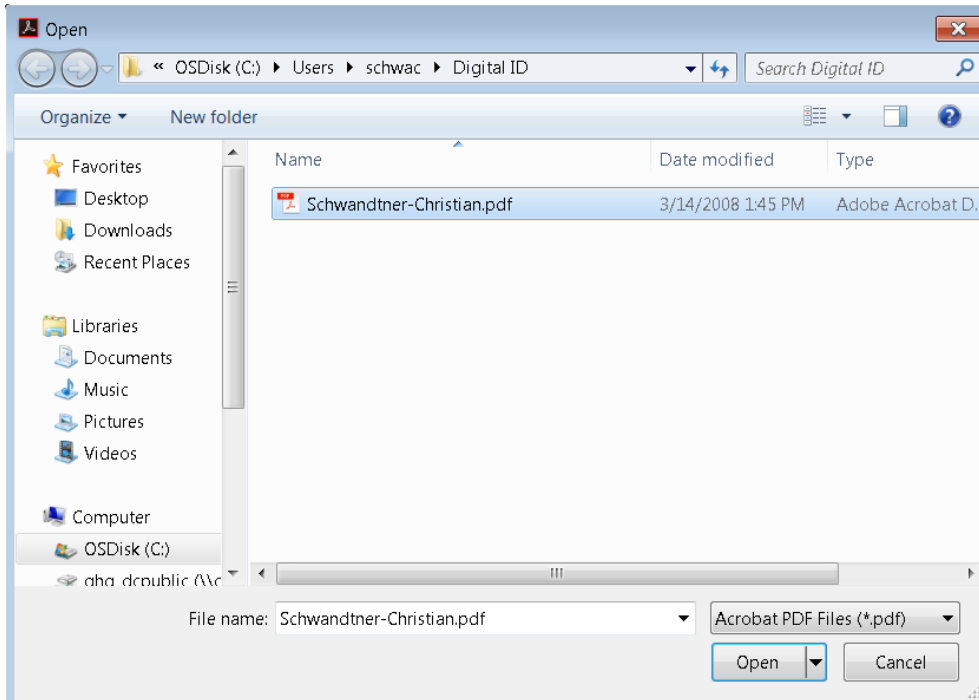 Open
« OSDisk (C:) ▸ Users ▸ schwac ▸ Digital ID
Search Digital ID
Organize
New folder
Name
Date modified
Type
Favorites
Desktop
Downloads
Recent Places
Schwandtner-Christian.pdf
3/14/2008 1:45 PM
Adobe Acrobat D.
Libraries
Documents
Music
Pictures
Videos
Computer
OSDisk (C:)
File name:
Schwandtner-Christian.pdf
Acrobat PDF Files (*.pdf)
Open
Cancel